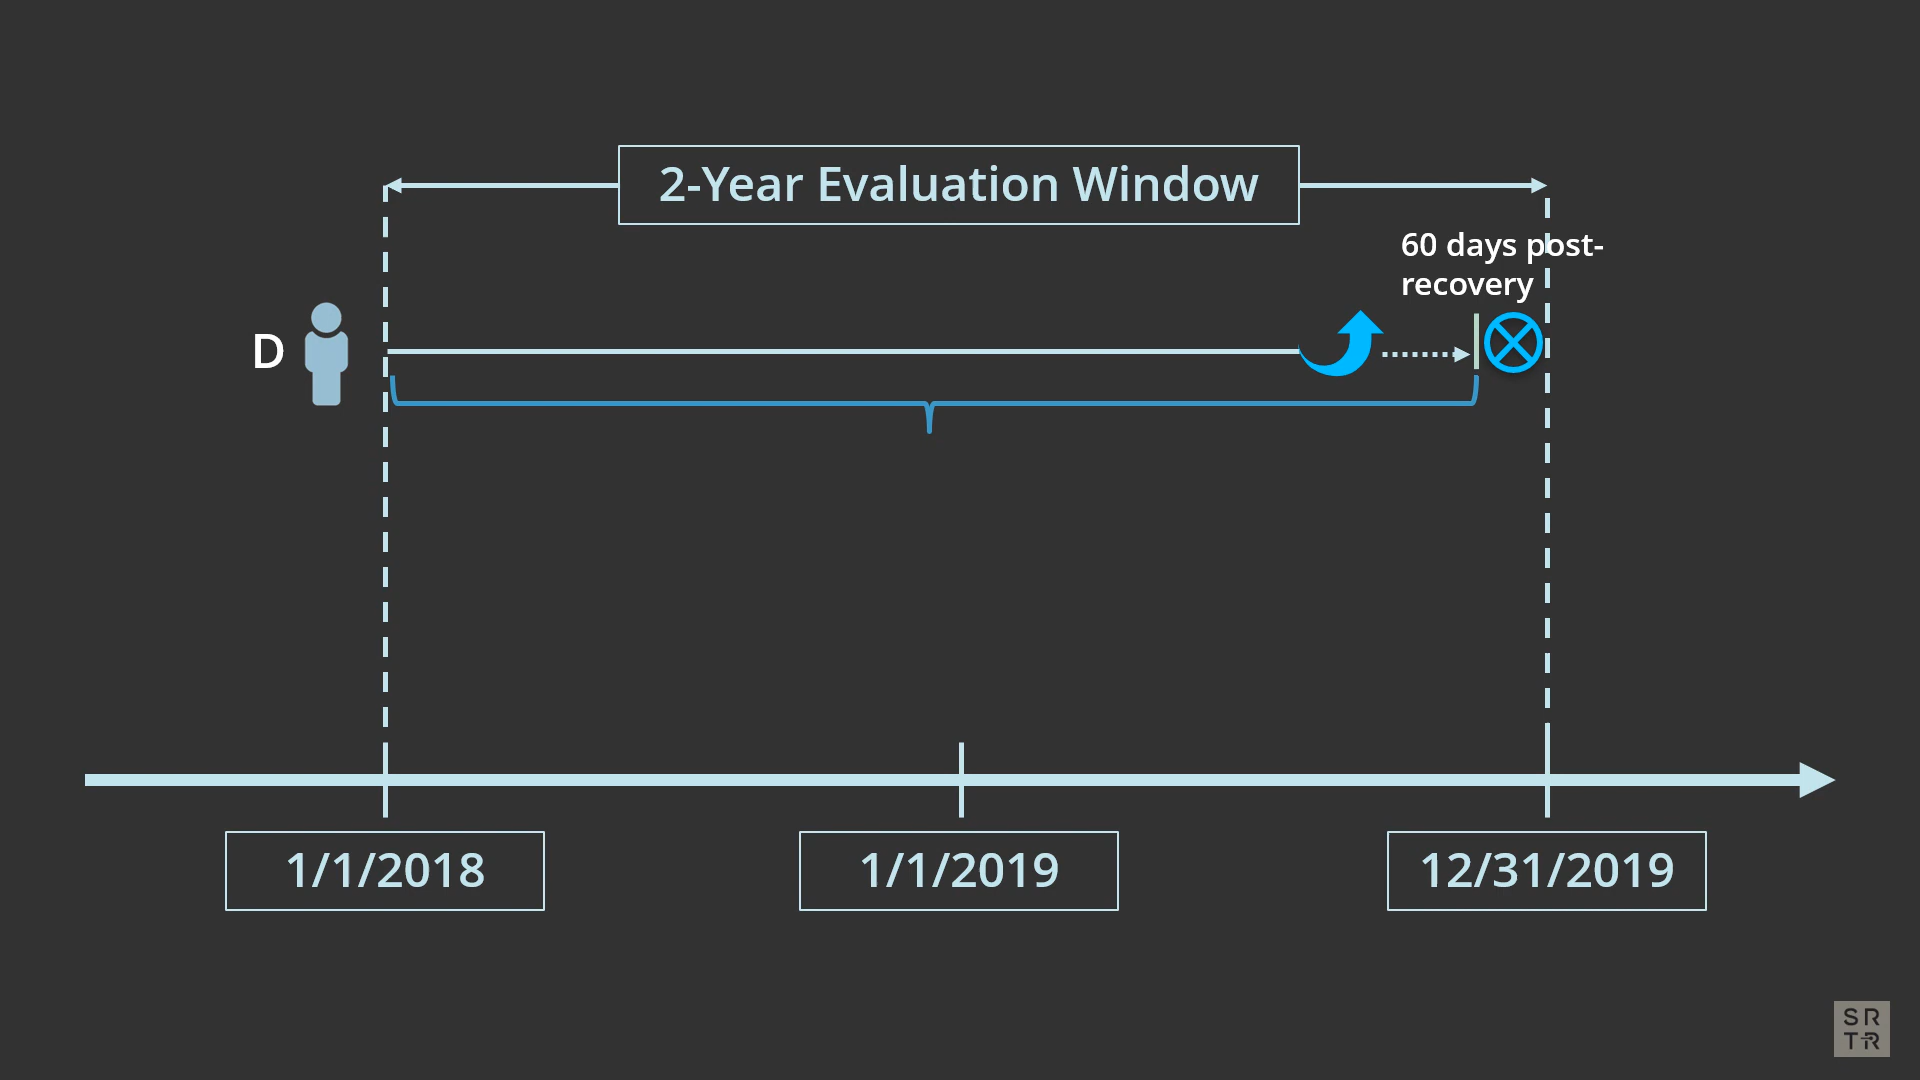 2-Year Evaluation Window
60 days post-
recovery
D
1/1/2018
1/1/2019
12/31/2019
SR
TR